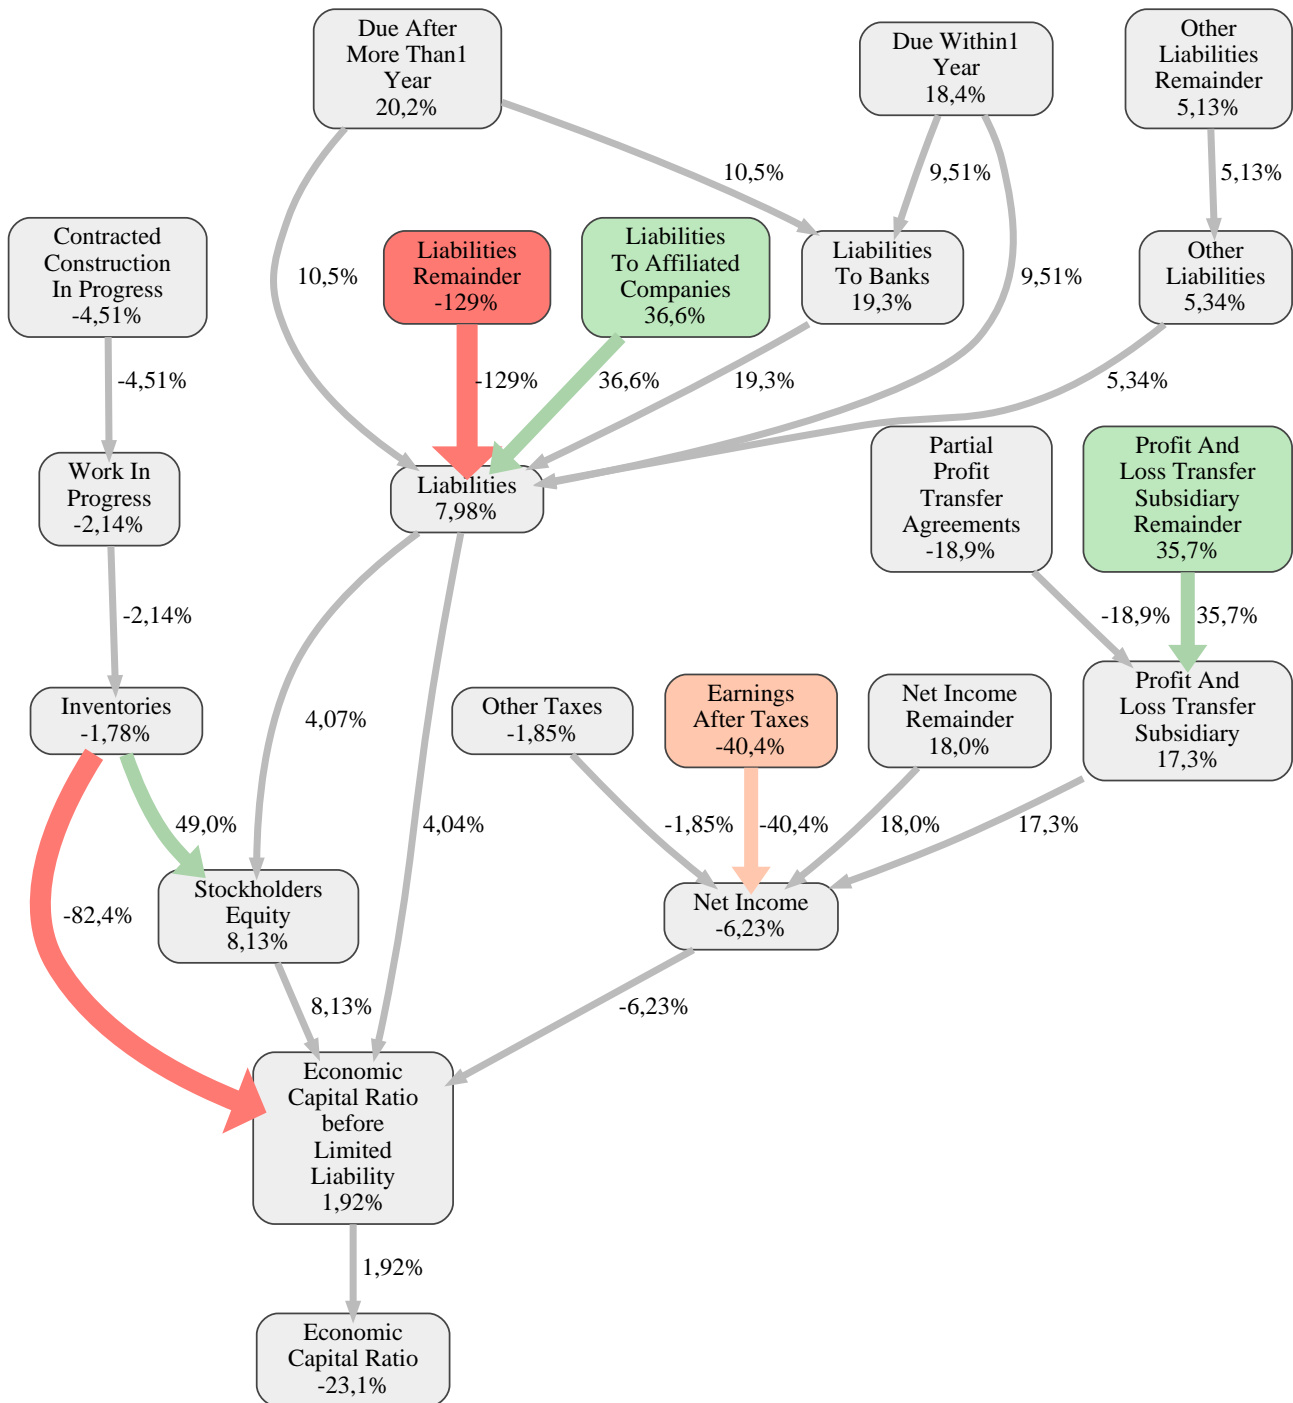 Due After
More Than1
Year
20,2%
Due Within1
Year
18,4%
Other
Liabilities
Remainder
5,13%
10,5%
9,51%
5,13%
Contracted
Construction
In Progress
-4,51%
10,5%
Liabilities
Remainder
-129%
Liabilities
To Affiliated
Companies
36,6%
Liabilities
To Banks
19,3%
9,51%
Other
Liabilities
5,34%
-4,51%
-129%
36,6%
19,3%
5,34%
Work In
Progress
-2,14%
Liabilities
7,98%
Partial
Profit
Transfer
Agreements
-18,9%
Profit And
Loss Transfer
Subsidiary
Remainder
35,7%
-2,14%
-18,9%
35,7%
Inventories
-1,78%
4,07%
Other Taxes
-1,85%
Earnings
After Taxes
-40,4%
Net Income
Remainder
18,0%
Profit And
Loss Transfer
Subsidiary
17,3%
49,0%
4,04%
-1,85%
-40,4%
18,0%
17,3%
-82,4%
Stockholders
Equity
8,13%
Net Income
-6,23%
8,13%
-6,23%
Economic
Capital Ratio
before
Limited
Liability
1,92%
1,92%
Economic
Capital Ratio
-23,1%